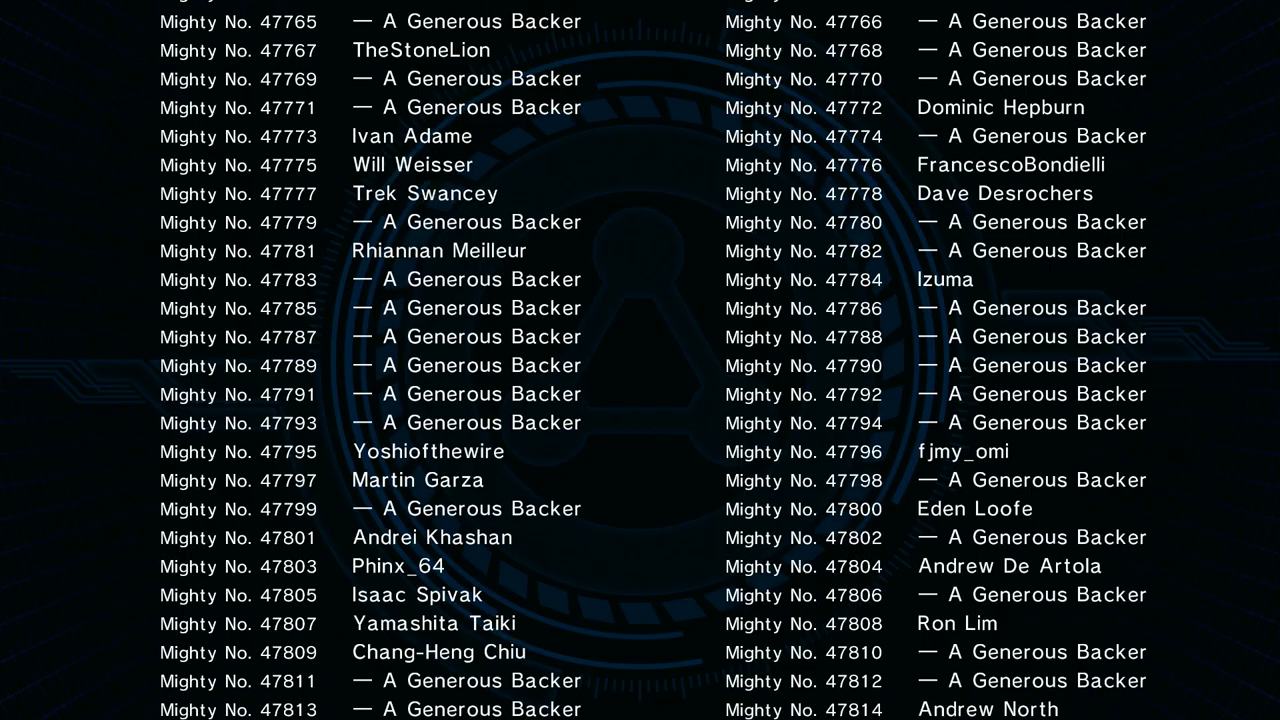 Mighty No. 47765 — A Generous Backer Mighty No. 47766 — A Generous Backer
Mighty No. 47767 TheStoneLion Mighty No. 47768 — A Generous Backer
Mighty No. 47769 — A Generous Backer Mighty No. 47770 — A Generous Backer
Mighty No. 47771 — A Generous Backer Mighty No. 47772 Dominic Hepburn
Mighty No. 47773 Ivan Adame Mighty No. 47774 — A Generous Backer
Mighty No. 47775 Will Weisser Mighty No. 47776 FrancescoBondielli
Mighty No. 47777 Trek Swancey Mighty No. 47778 Dave Desrochers
Mighty No. 47779 — A Generous Backer Mighty No. 47780 — A Generous Backer
Mighty No. 47781 Rhiannan Meilleur Mighty No. 47782 — A Generous Backer
Mighty No. 47783 — A Generous Backer Mighty No. 47784 Izuma
Mighty No. 47785 — A Generous Backer Mighty No. 47786 — A Generous Backer
Mighty No. 47787 — A Generous Backer Mighty No. 47788 — A Generous Backer
Mighty No. 47789 — A Generous Backer Mighty No. 47790 — A Generous Backer
Mighty No. 47791 — A Generous Backer Mighty No. 47792 — A Generous Backer
Mighty No. 47793 — A Generous Backer Mighty No. 47794 — A Generous Backer
Mighty No. 47795 Yoshiofthewire Mighty No. 47796 fjmy_omi
Mighty No. 47797 Martin Garza Mighty No. 47798 — A Generous Backer
Mighty No. 47799 — A Generous Backer Mighty No. 47800 Eden Loofe
Mighty No. 47801 Andrei Khashan Mighty No. 47802 — A Generous Backer
Mighty No. 47803 Phinx_64 Mighty No. 47804 Andrew De Artola
Mighty No. 47805 Isaac Spivak Mighty No. 47806 — A Generous Backer
Mighty No. 47807 Yamashita Taiki Mighty No. 47808 Ron Lim
Mighty No. 47809 Chang-Heng Chiu Mighty No. 47810 — A Generous Backer
Mighty No. 47811 — A Generous Backer Mighty No. 47812 — A Generous Backer
Mighty No. 47813 — A Generous Backer Mighty No. 47814 Andrew North